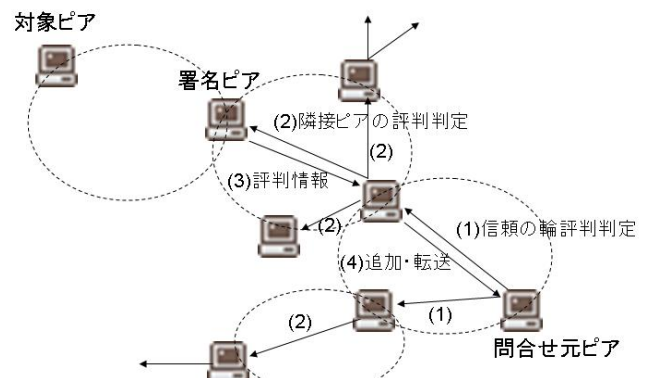 対象ピア
署名ピア
(2)隣接ピアの評判判定
(2)
(3)評判情報
(2)
(1)信頼の輪評判判定
(4)追加・転送
(1)
(2)
問合せ元ピア